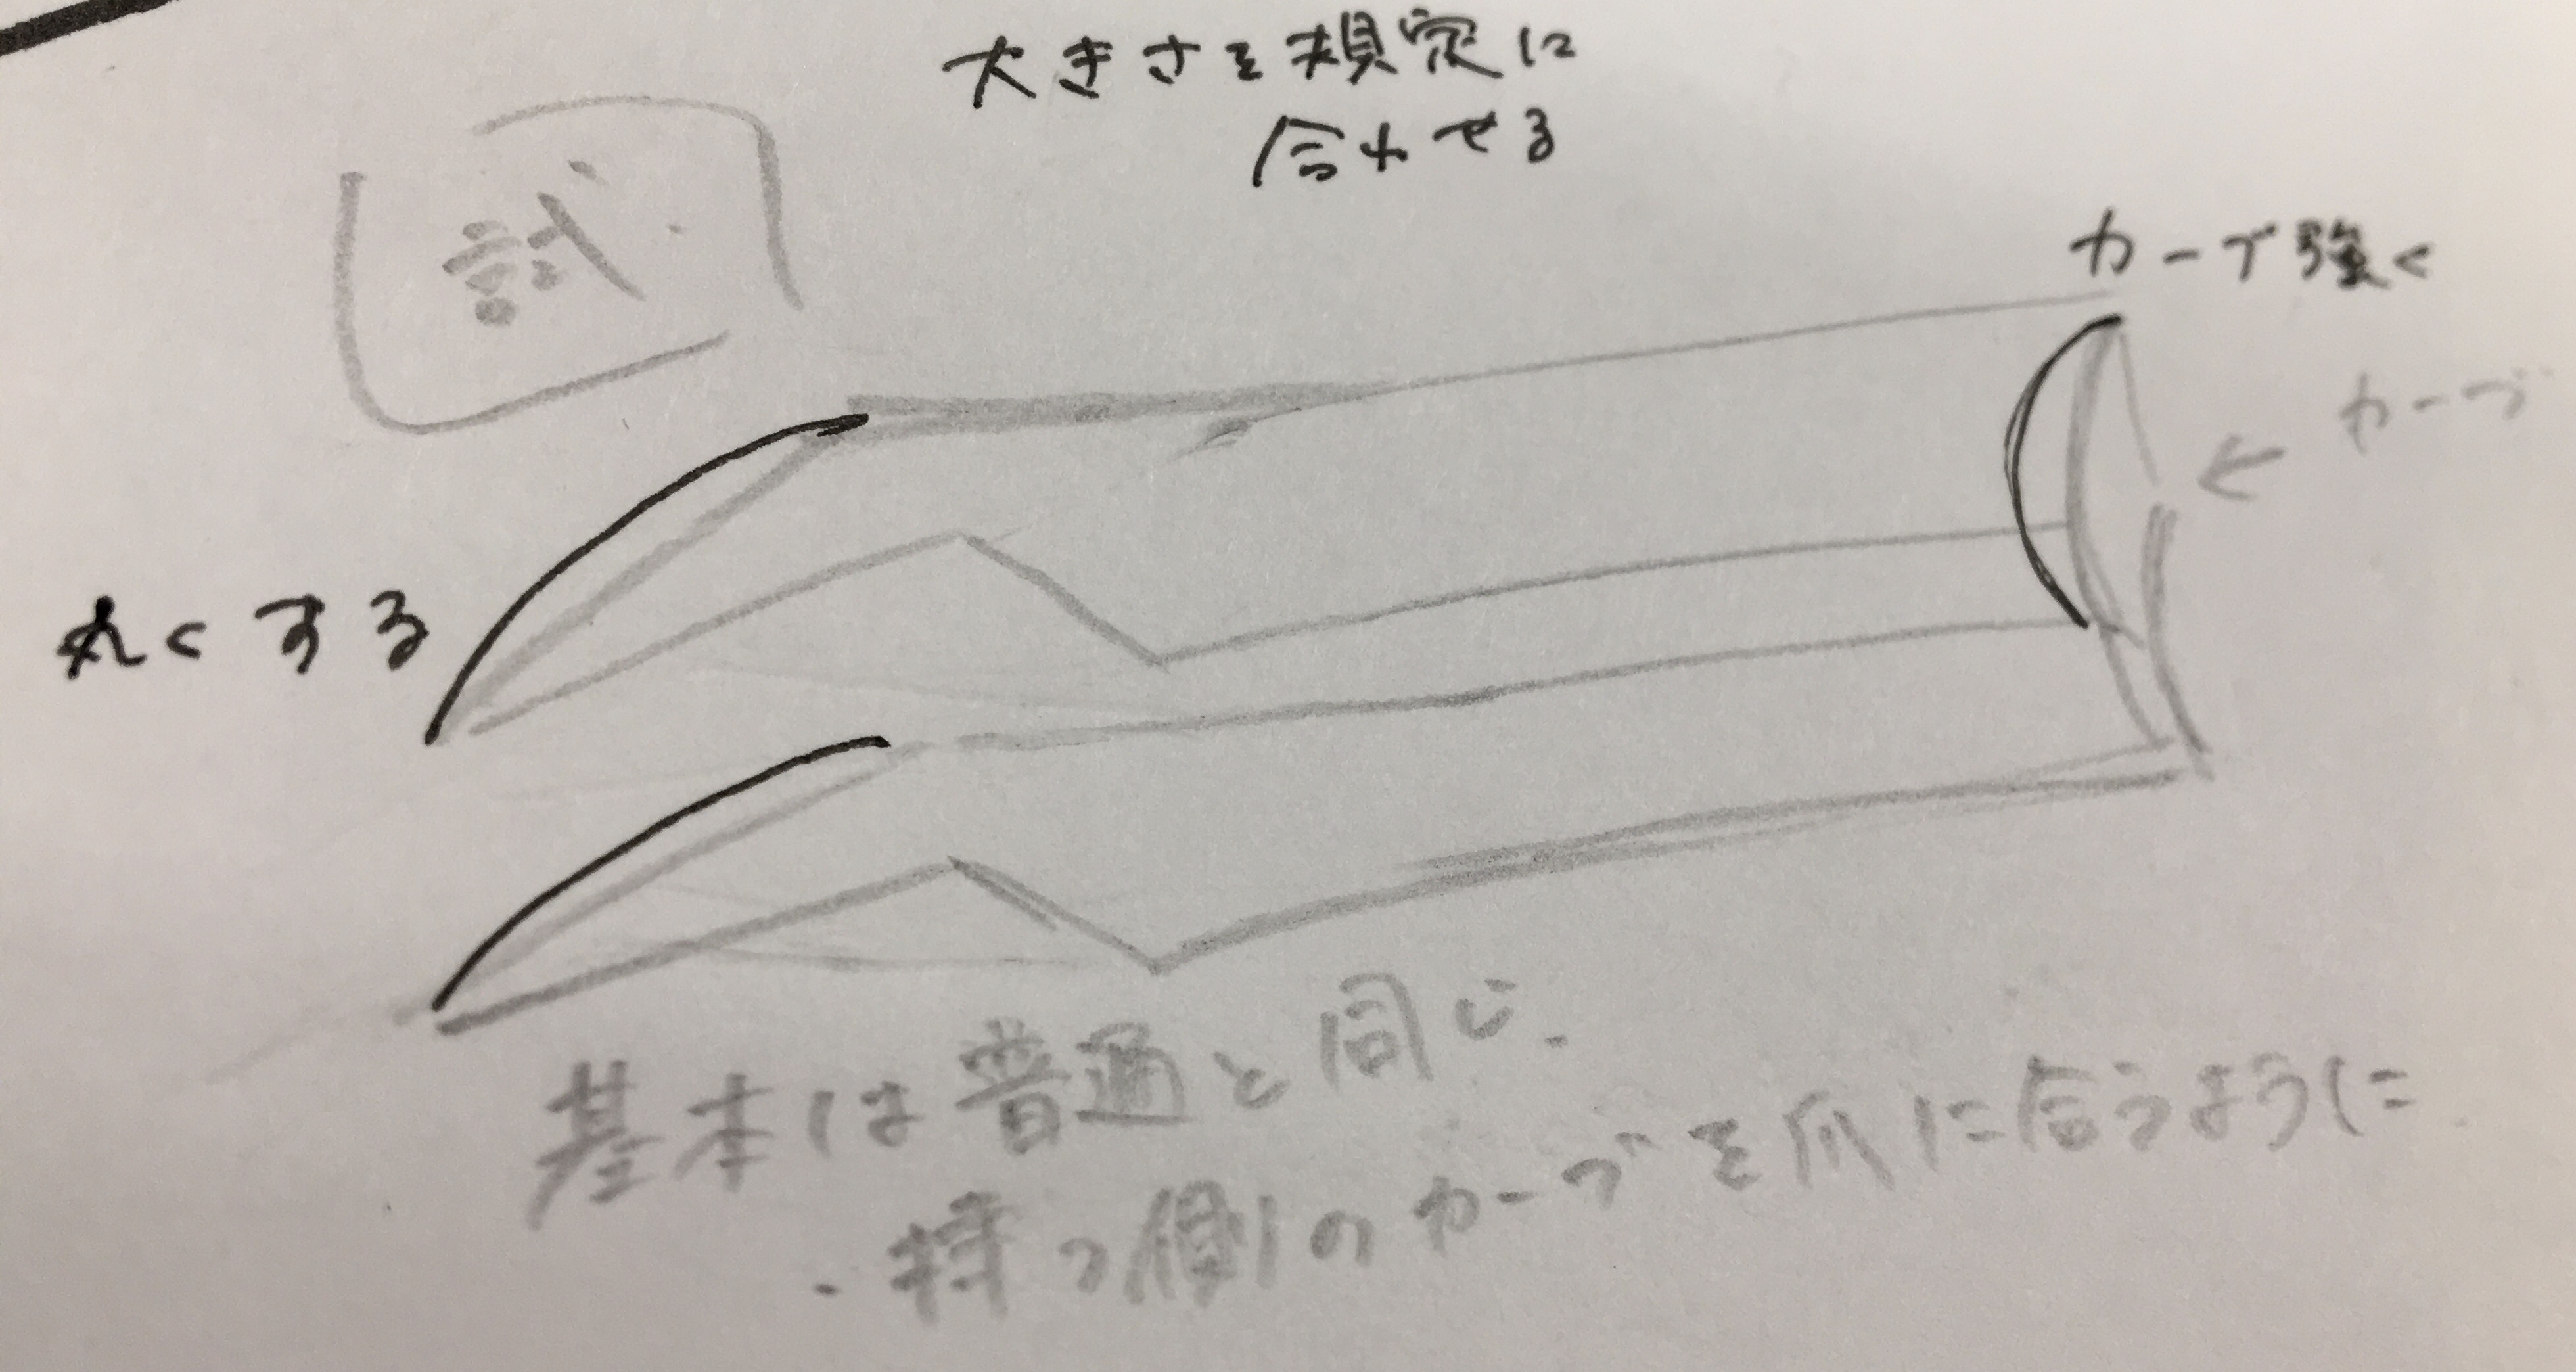 大きさを規定に
合わせる
試
カーブ強く
カーブ
丸くする
基本は普通と同じ.
・持つ側のカーブを爪に合うように